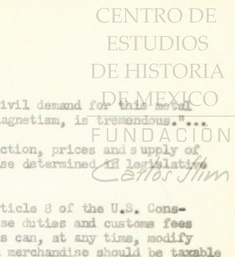 CENTRO DE
ESTUDIOS
DE HISTORIA
DE MEXICO
FUNDACIÓN
Carlos Slim
ivil demand for this metal
agnetism, is tremendous."...
ction, prices and supply of
se determined in legislative
ticle 8 of the U.S. Cons-
se duties and customs fees
s can, at any time, modify
merchandise should be taxable